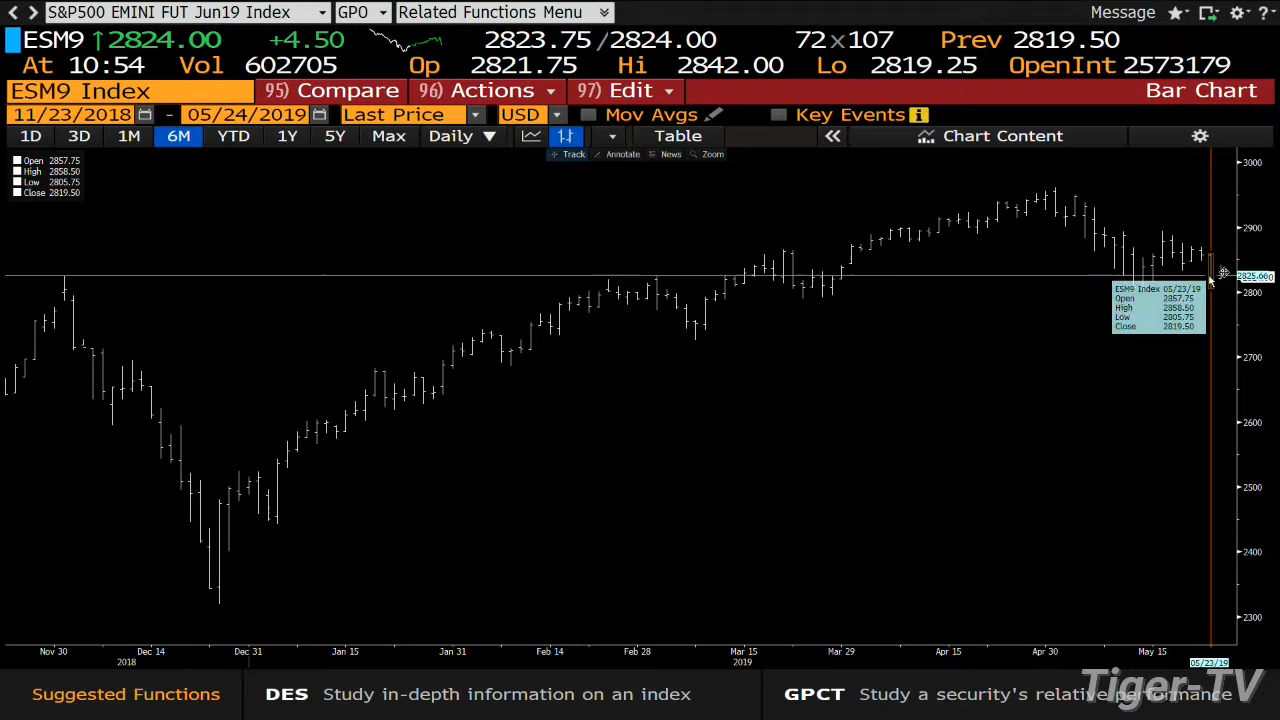 S&P500 EMINI FUT Jun19 Index GPO Related Functions Menu Message
ESM9 ↑2824.00 +4.50 2823.75/2824.00 72x107 Prev 2819.50
At 10:54 Vol 602705 Op 2821.75 Hi 2842.00 Lo 2819.25 OpenInt 2573179
ESM9 Index 95) Compare 96) Actions 97) Edit Bar Chart
11/23/2018 - 05/24/2019 Last Price USD Mov Avgs Key Events
1D 3D 1M 6M YTD 1Y 5Y Max Daily ▼ Table Chart Content
Track Annotate News Zoom
Open 2857.75
High 2858.50
Low 2805.75
Close 2819.50
3000
2900
2825.66
ESM9 Index 05/23/19
Open 2857.75
High 2858.50
Low 2805.75
Close 2819.50
2800
2700
2600
2500
2400
2300
Nov 30 Dec 14 Dec 31 Jan 15 Jan 31 Feb 14 Feb 28 Mar 15 Mar 29 Apr 15 Apr 30 May 15
2018 2019 05/23/19
Suggested Functions DES Study in-depth information on an index GPCT Study a security's relative performance
Tiger-TV